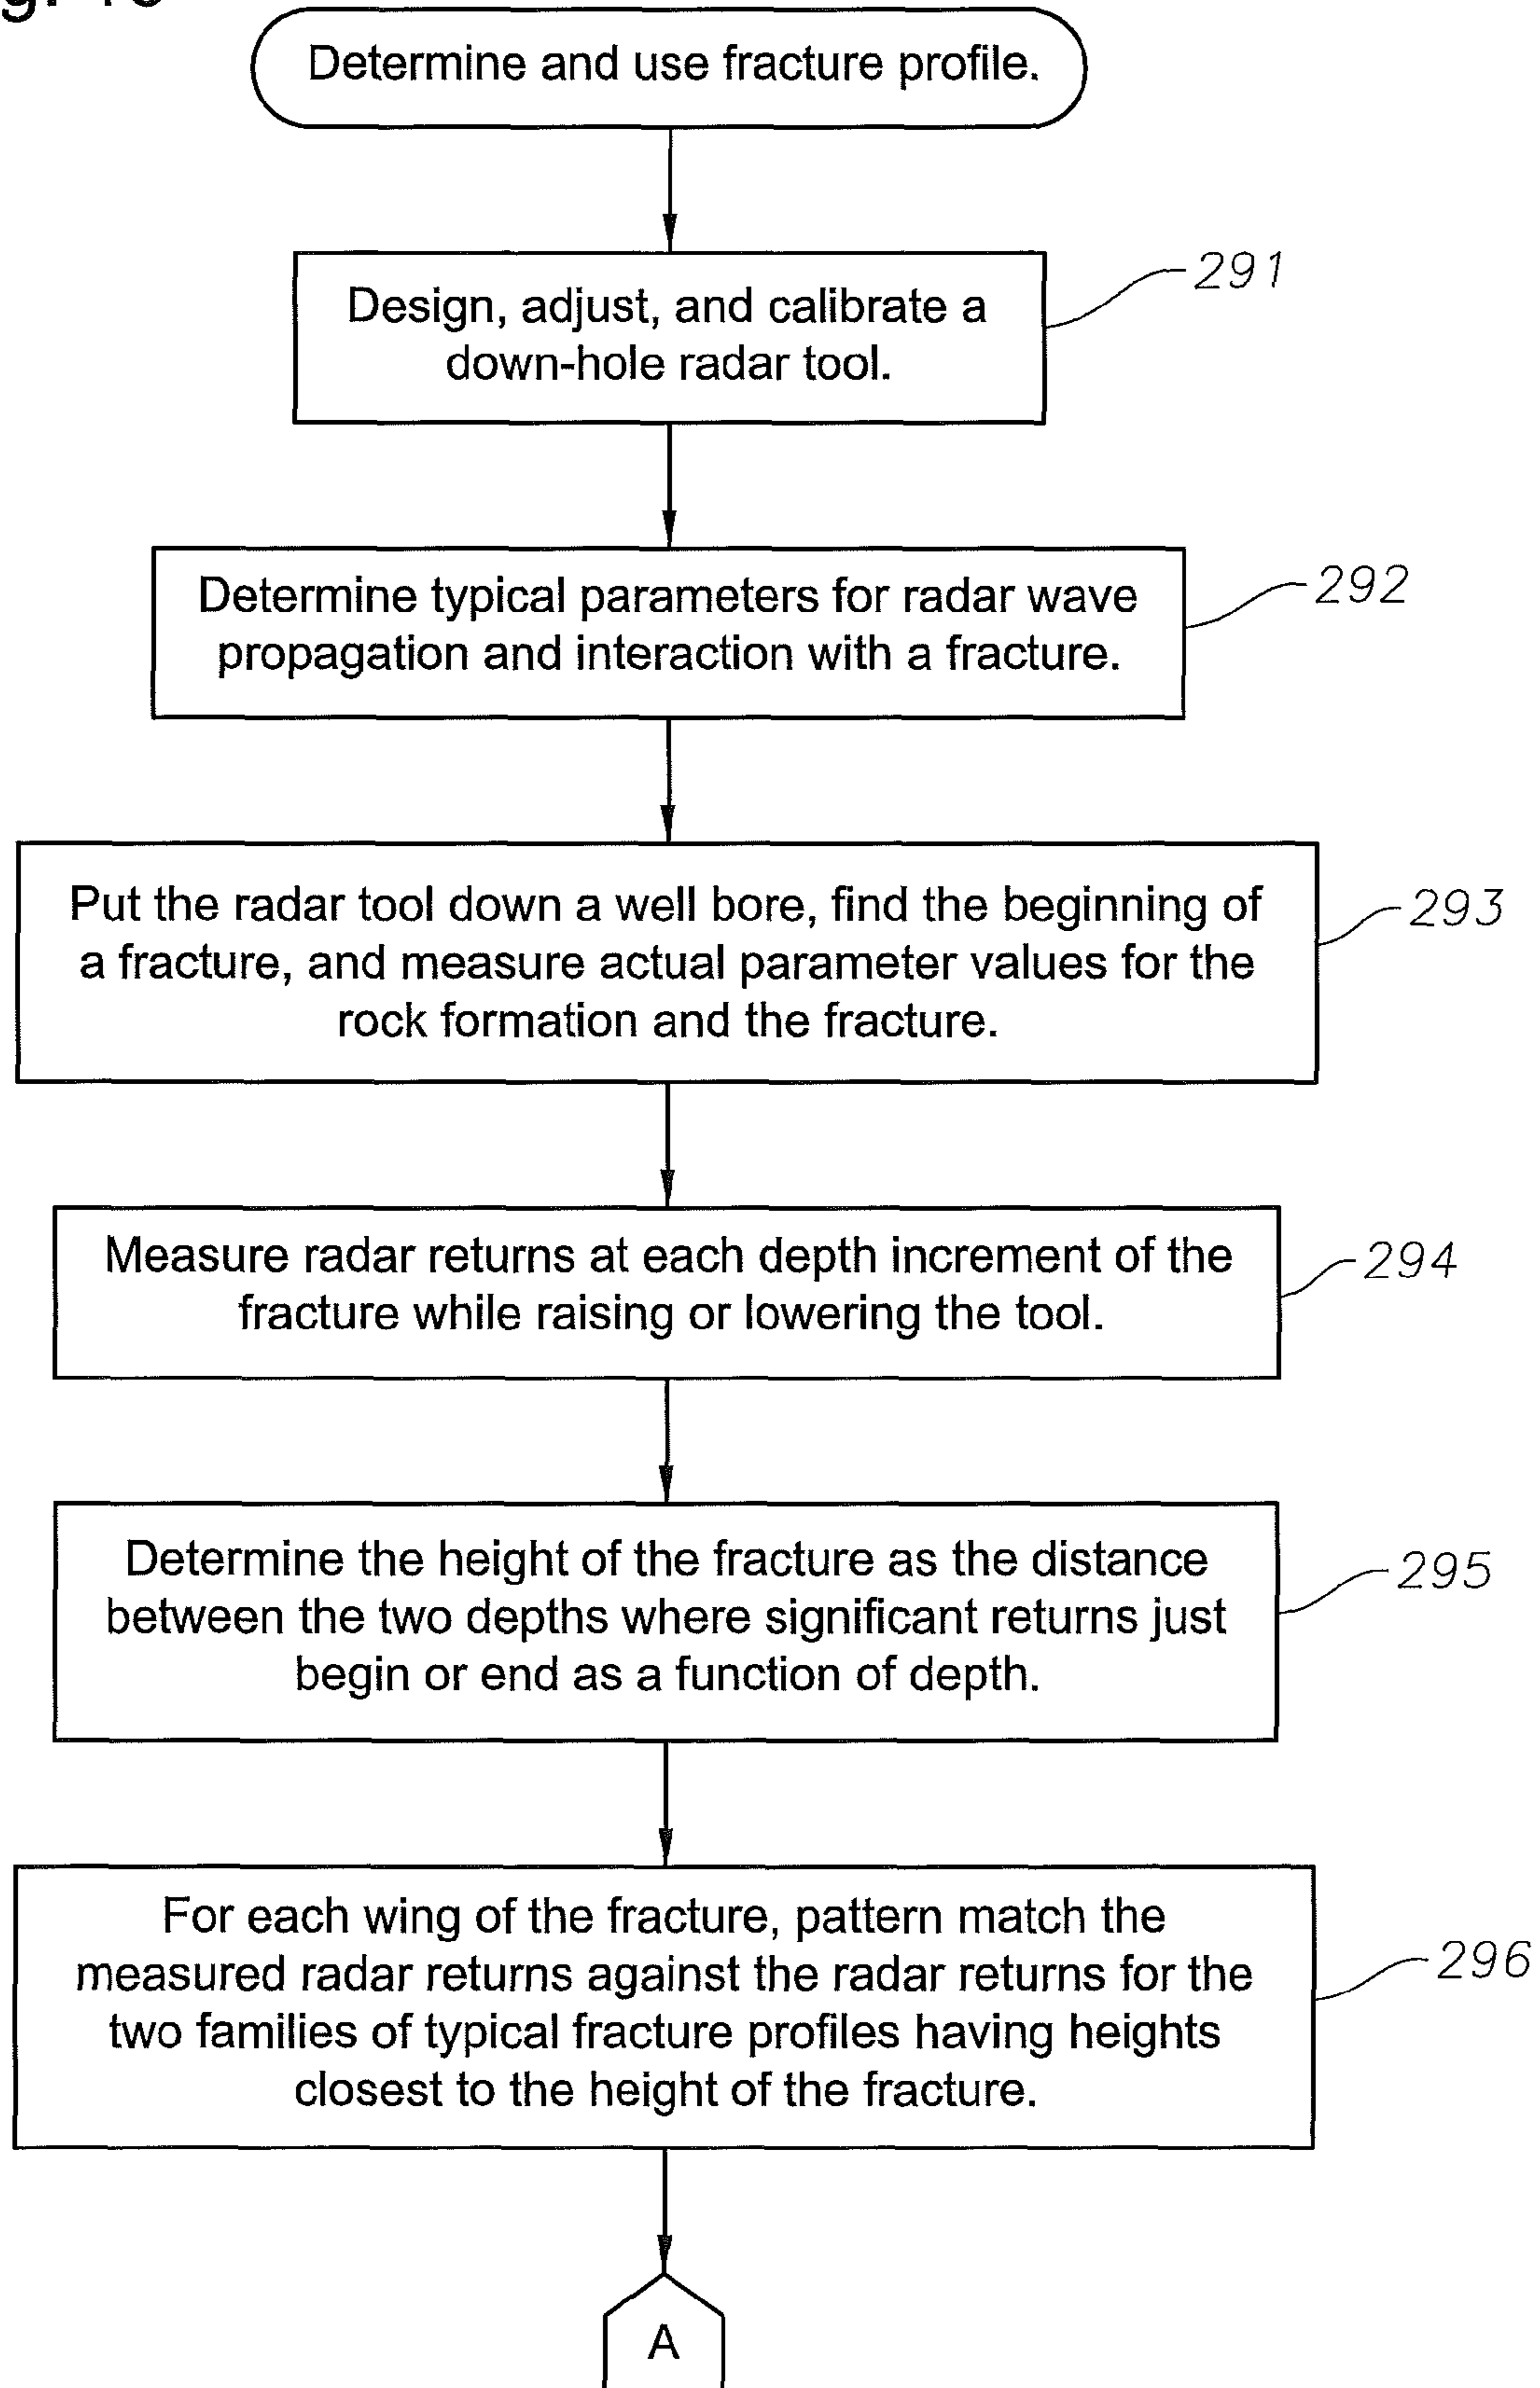 Determine and use fracture profile.
291
Design, adjust, and calibrate a
down-hole radar tool.
292
Determine typical parameters for radar wave
propagation and interaction with a fracture.
293
Put the radar tool down a well bore, find the beginning of
a fracture, and measure actual parameter values for the
rock formation and the fracture.
294
Measure radar returns at each depth increment of the
fracture while raising or lowering the tool.
295
Determine the height of the fracture as the distance
between the two depths where significant returns just
begin or end as a function of depth.
296
For each wing of the fracture, pattern match the
measured radar returns against the radar returns for the
two families of typical fracture profiles having heights
closest to the height of the fracture.
A